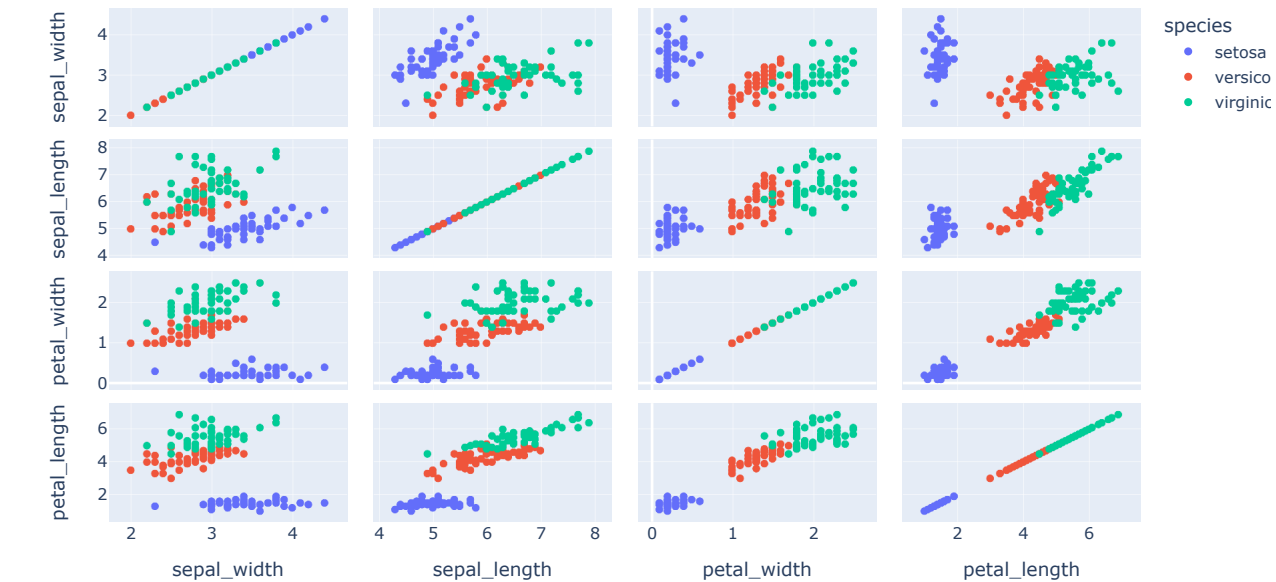 species
setosa
versico
virginic
sepal_width
4
3
2
sepal_length
8
7
6
5
4
petal_width
2
1
0
petal_length
6
4
2
2 3 4 4 5 6 7 8 0 1 2 2 4 6
sepal_width sepal_length petal_width petal_length